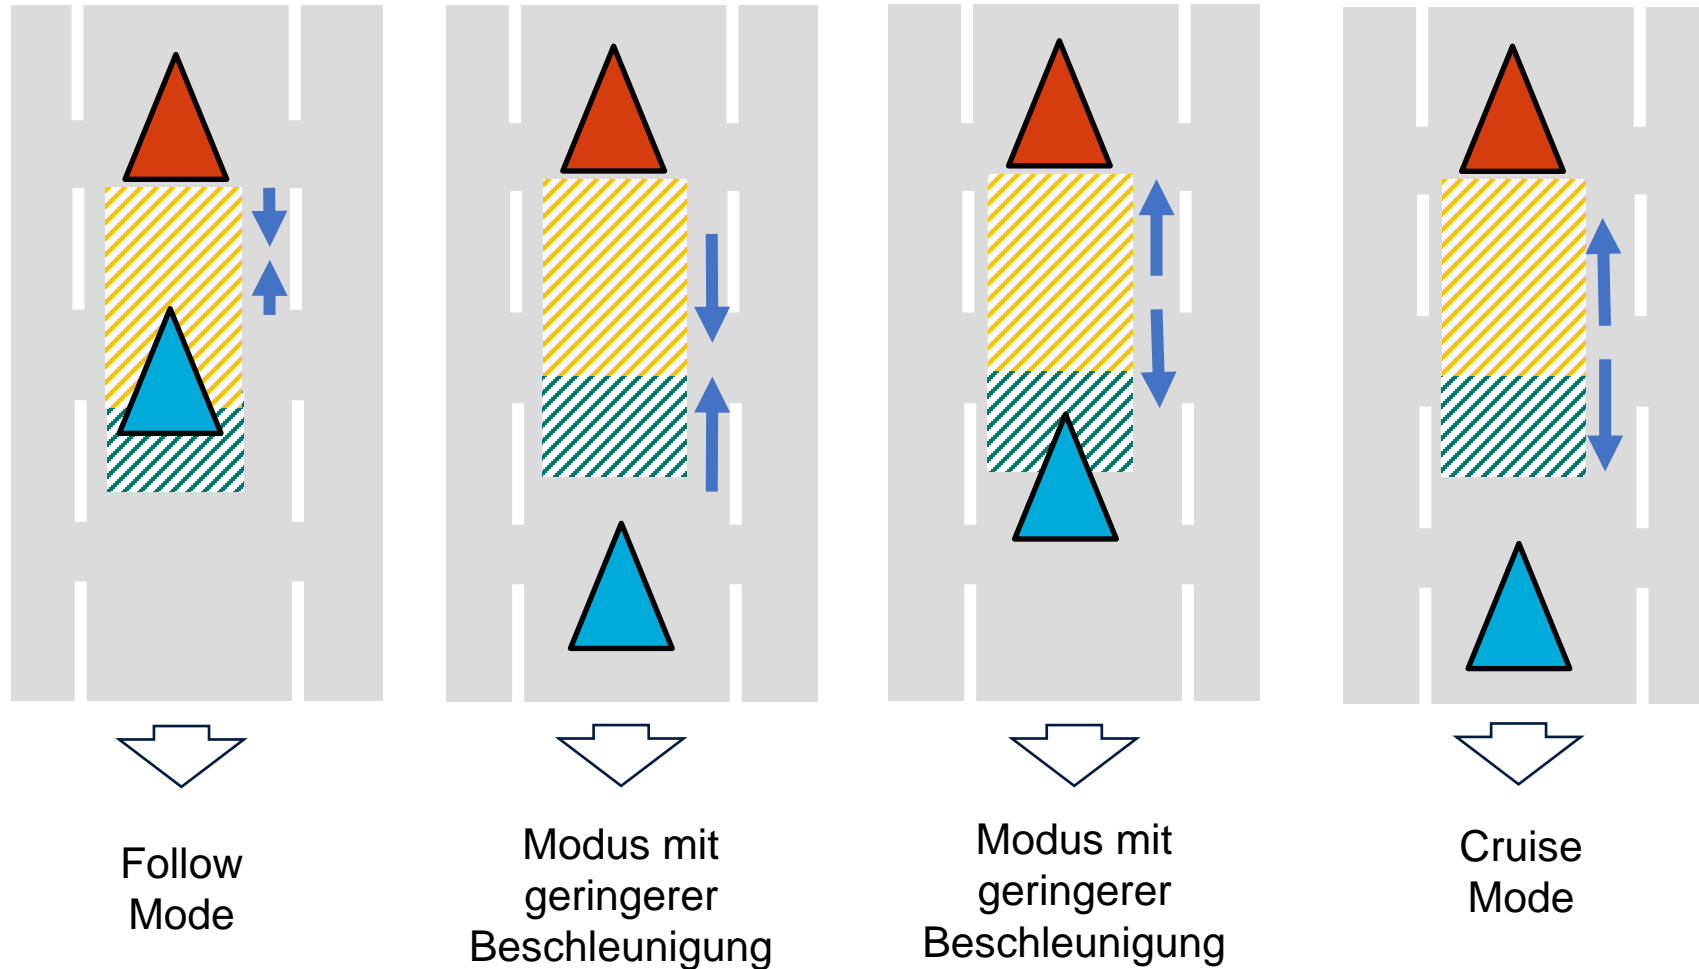 Follow
Mode
Modus mit
geringerer
Beschleunigung
Modus mit
geringerer
Beschleunigung
Cruise
Mode